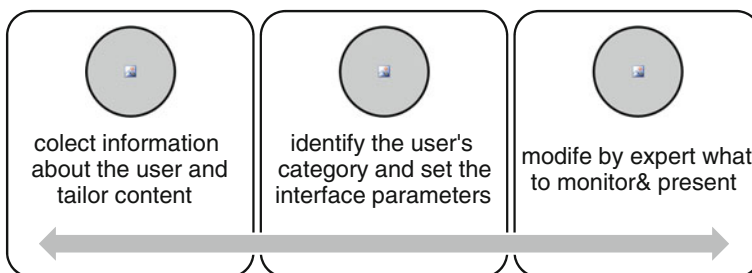 colect information
about the user and
tailor content
identify the user's
category and set the
interface parameters
modife by expert what
to monitor& present